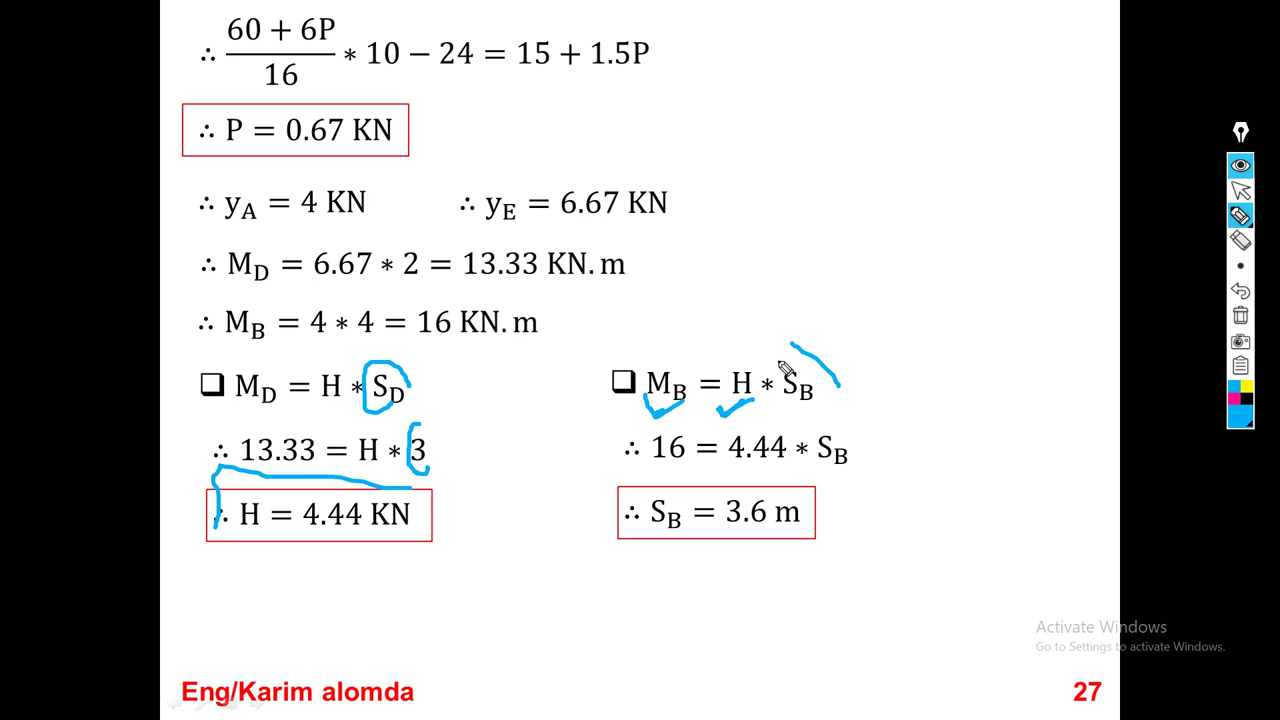 ∴ (60 + 6P)/16 ∗ 10 − 24 = 15 + 1.5P
∴ P = 0.67 KN
∴ y_A = 4 KN ∴ y_E = 6.67 KN
∴ M_D = 6.67 ∗ 2 = 13.33 KN.m
∴ M_B = 4 ∗ 4 = 16 KN.m
❑ M_D = H ∗ S_D
∴ 13.33 = H ∗ 3
∴ H = 4.44 KN
❑ M_B = H ∗ S_B
∴ 16 = 4.44 ∗ S_B
∴ S_B = 3.6 m
Activate Windows
Go to Settings to activate Windows.
Eng/Karim alomda 27